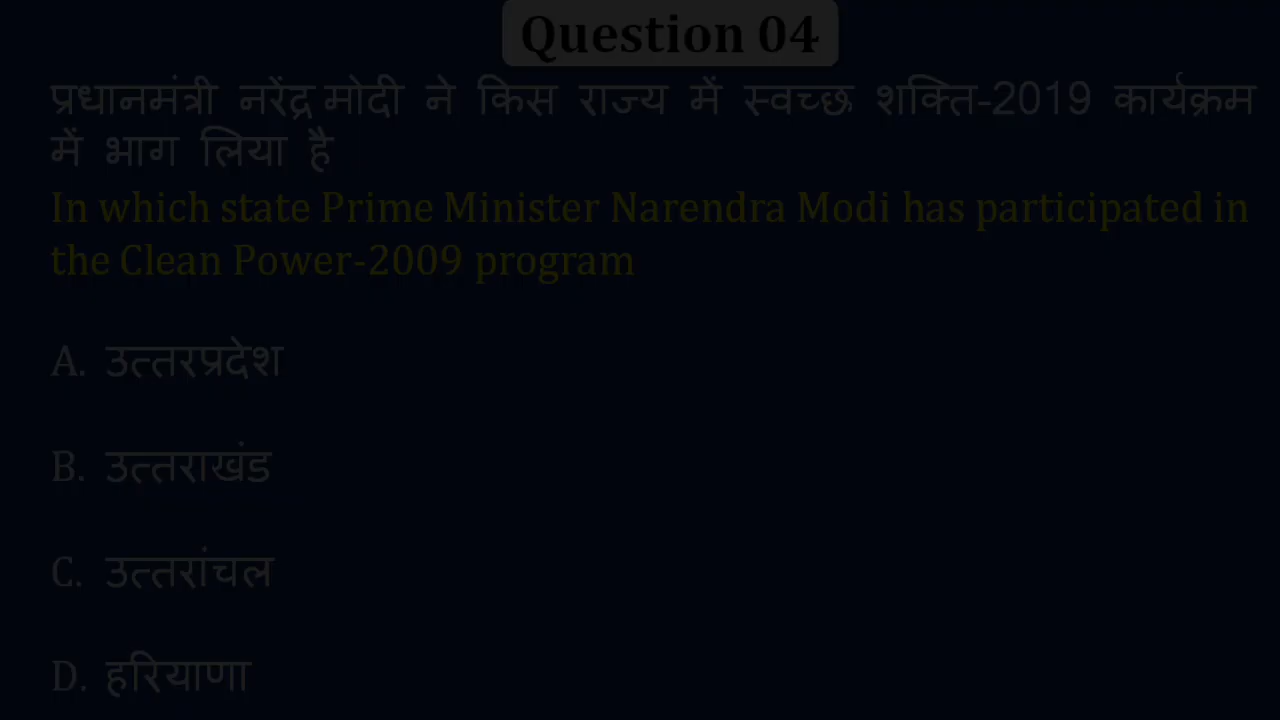 Question 04
प्रधानमंत्री नरेंद्र मोदी ने किस राज्य में स्वच्छ शक्ति-2019 कार्यक्रम
में भाग लिया है
In which state Prime Minister Narendra Modi has participated in
the Clean Power-2009 program
A. उत्तरप्रदेश
B. उत्तराखंड
C. उत्तरांचल
D. हरियाणा